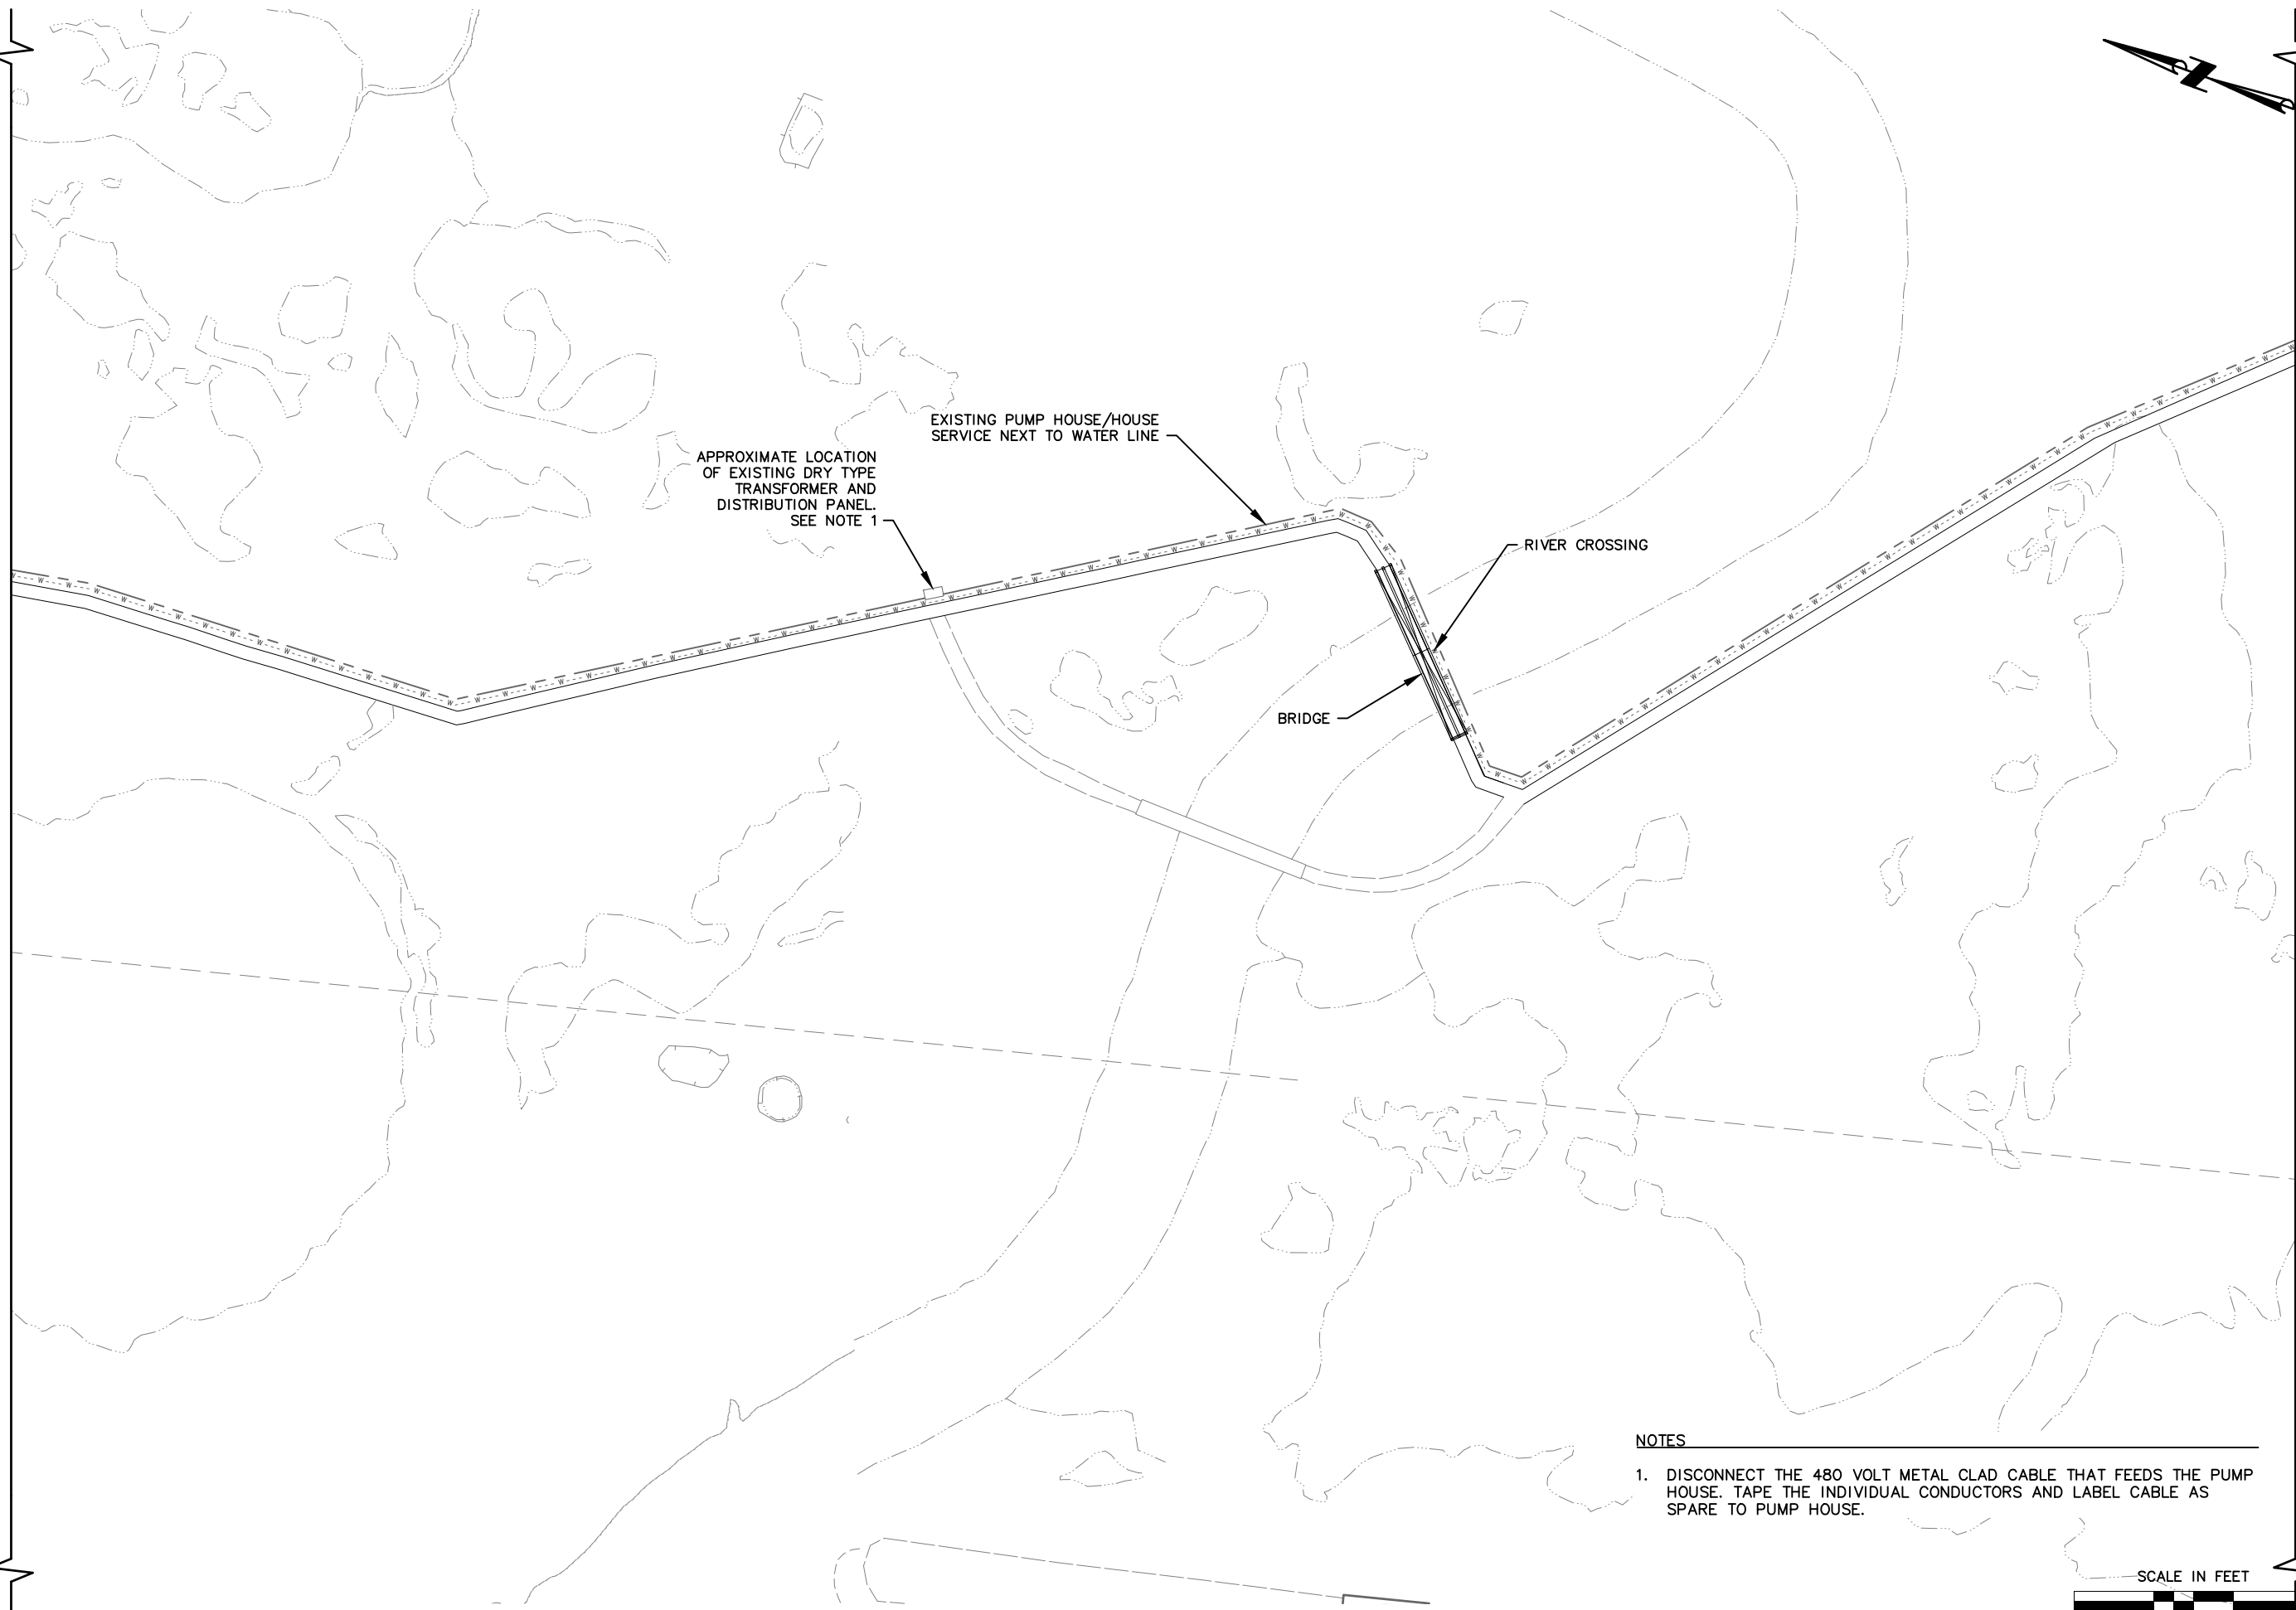 EXISTING PUMP HOUSE/HOUSE
SERVICE NEXT TO WATER LINE
APPROXIMATE LOCATION
OF EXISTING DRY TYPE
TRANSFORMER AND
DISTRIBUTION PANEL.
SEE NOTE 1
RIVER CROSSING
BRIDGE
NOTES
1. DISCONNECT THE 480 VOLT METAL CLAD CABLE THAT FEEDS THE PUMP
HOUSE. TAPE THE INDIVIDUAL CONDUCTORS AND LABEL CABLE AS
SPARE TO PUMP HOUSE.
SCALE IN FEET